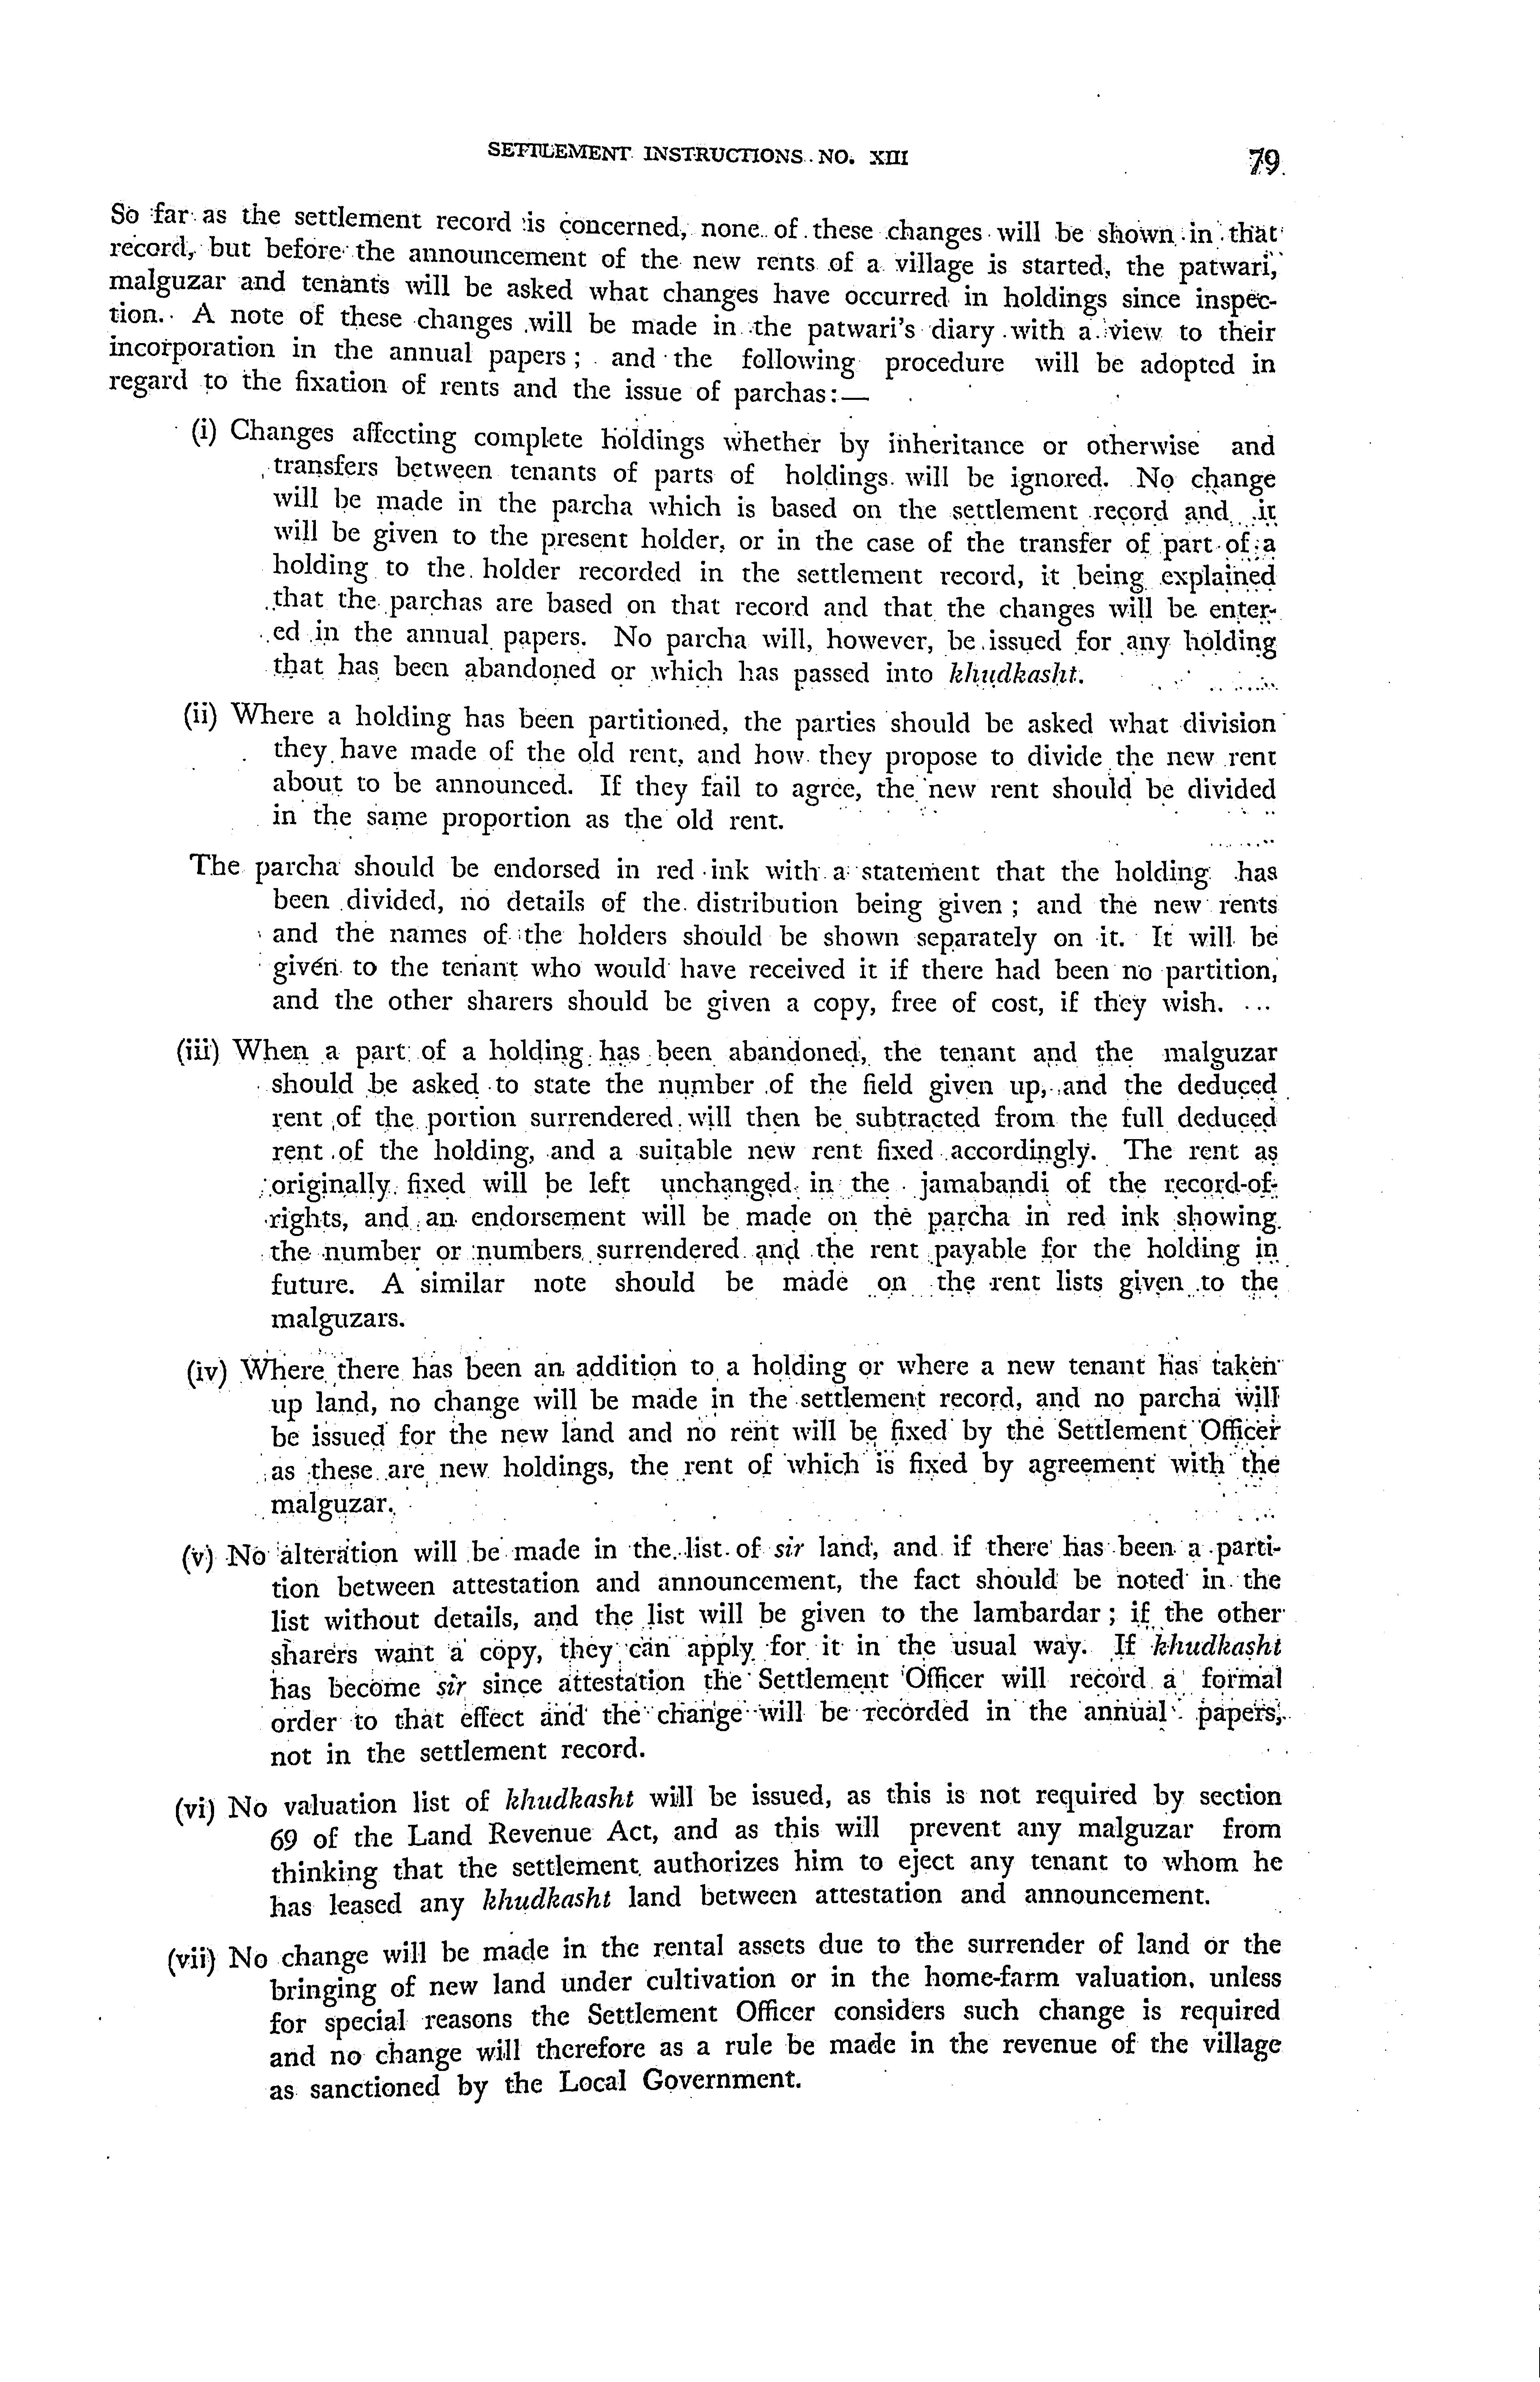 SETTLEMENT INSTRUCTIONS NO. XIII
79
So far as the settlement record is concerned, none of these changes will be shown in that
record, but before the announcement of the new rents of a village is started, the patwari,
malguzar and tenants will be asked what changes have occurred in holdings since inspec-
tion. A note of these changes will be made in the patwari's diary with a view to their
incorporation in the annual papers; and the following procedure will be adopted in
regard to the fixation of rents and the issue of parchas:—
(i) Changes affecting complete holdings whether by inheritance or otherwise and
transfers between tenants of parts of holdings will be ignored. No change
will be made in the parcha which is based on the settlement record and it
will be given to the present holder, or in the case of the transfer of part of a
holding to the holder recorded in the settlement record, it being explained
that the parchas are based on that record and that the changes will be enter-
ed in the annual papers. No parcha will, however, be issued for any holding
that has been abandoned or which has passed into khudkasht.
(ii) Where a holding has been partitioned, the parties should be asked what division
they have made of the old rent, and how they propose to divide the new rent
about to be announced. If they fail to agree, the new rent should be divided
in the same proportion as the old rent.
The parcha should be endorsed in red ink with a statement that the holding has
been divided, no details of the distribution being given; and the new rents
and the names of the holders should be shown separately on it. It will be
given to the tenant who would have received it if there had been no partition,
and the other sharers should be given a copy, free of cost, if they wish.
(iii) When a part of a holding has been abandoned, the tenant and the malguzar
should be asked to state the number of the field given up, and the deduced
rent of the portion surrendered will then be subtracted from the full deduced
rent of the holding, and a suitable new rent fixed accordingly. The rent as
originally fixed will be left unchanged in the jamabandi of the record-of-
rights, and an endorsement will be made on the parcha in red ink showing
the number or numbers surrendered and the rent payable for the holding in
future. A similar note should be made on the rent lists given to the
malguzars.
(iv) Where there has been an addition to a holding or where a new tenant has taken
up land, no change will be made in the settlement record, and no parcha will
be issued for the new land and no rent will be fixed by the Settlement Officer
as these are new holdings, the rent of which is fixed by agreement with the
malguzar.
(v) No alteration will be made in the list of sir land, and if there has been a parti-
tion between attestation and announcement, the fact should be noted in the
list without details, and the list will be given to the lambardar; if the other
sharers want a copy, they can apply for it in the usual way. If khudkasht
has become sir since attestation the Settlement Officer will record a formal
order to that effect and the change will be recorded in the annual papers,
not in the settlement record.
(vi) No valuation list of khudkasht will be issued, as this is not required by section
69 of the Land Revenue Act, and as this will prevent any malguzar from
thinking that the settlement authorizes him to eject any tenant to whom he
has leased any khudkasht land between attestation and announcement.
(vii) No change will be made in the rental assets due to the surrender of land or the
bringing of new land under cultivation or in the home-farm valuation, unless
for special reasons the Settlement Officer considers such change is required
and no change will therefore as a rule be made in the revenue of the village
as sanctioned by the Local Government.